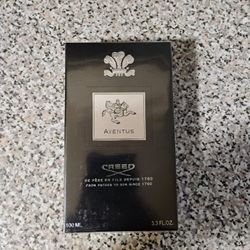 AVENTUS
CREED
DE PÈRE EN FILS DEPUIS 1760
FROM FATHER TO SON SINCE 1760
100 ML 3.3 FL.OZ.